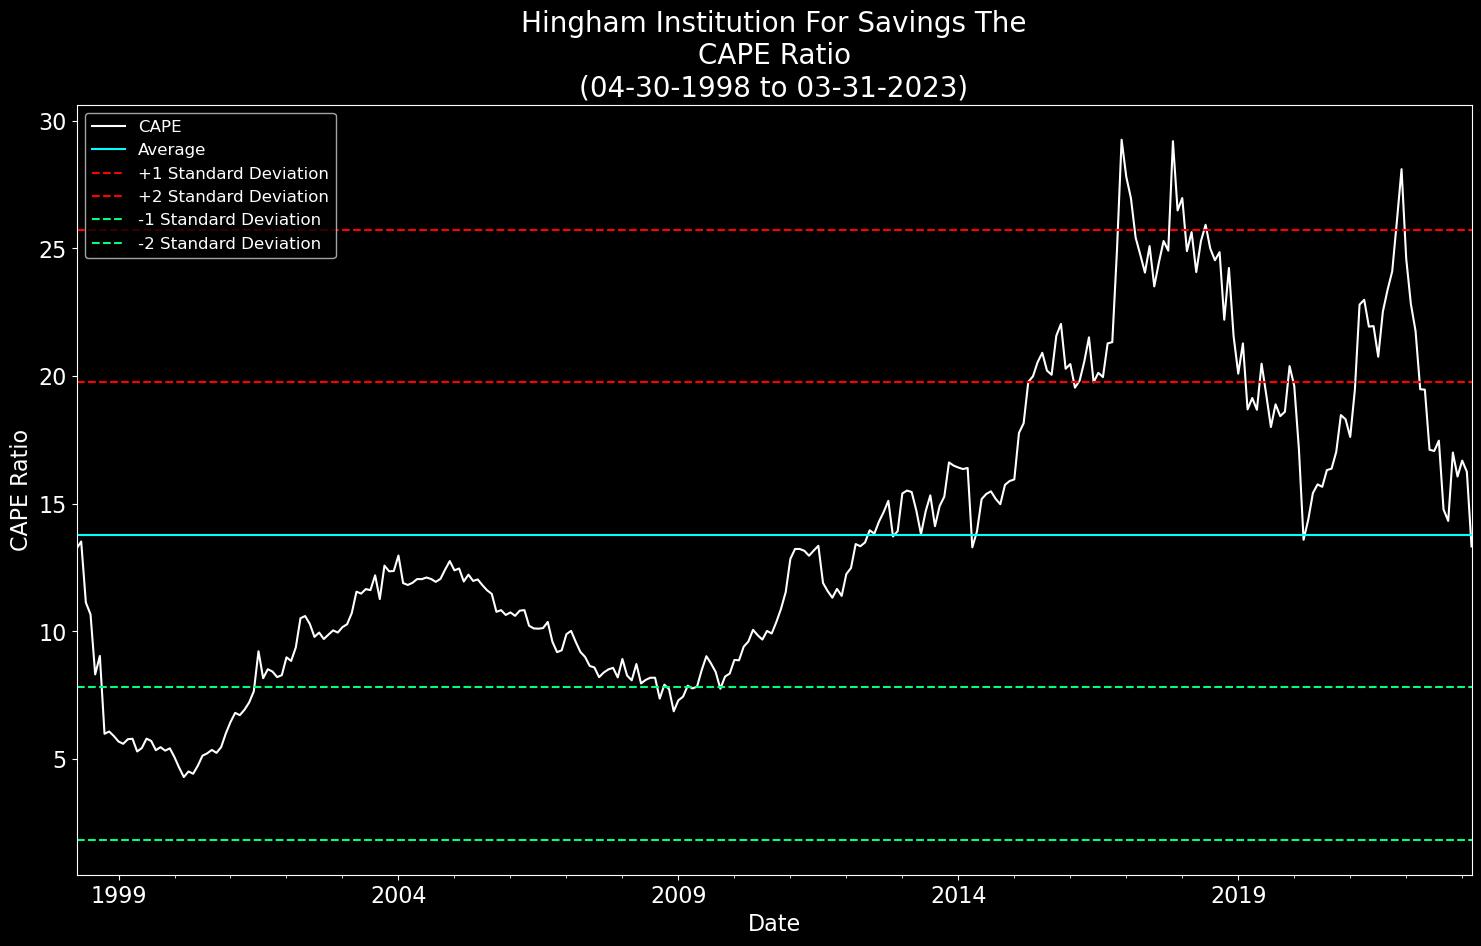 Hingham Institution For Savings The
CAPE Ratio
(04-30-1998 to 03-31-2023)
CAPE
Average
+1 Standard Deviation
+2 Standard Deviation
-1 Standard Deviation
-2 Standard Deviation
30
25
20
15
10
5
CAPE Ratio
1999
2004
2009
2014
2019
Date